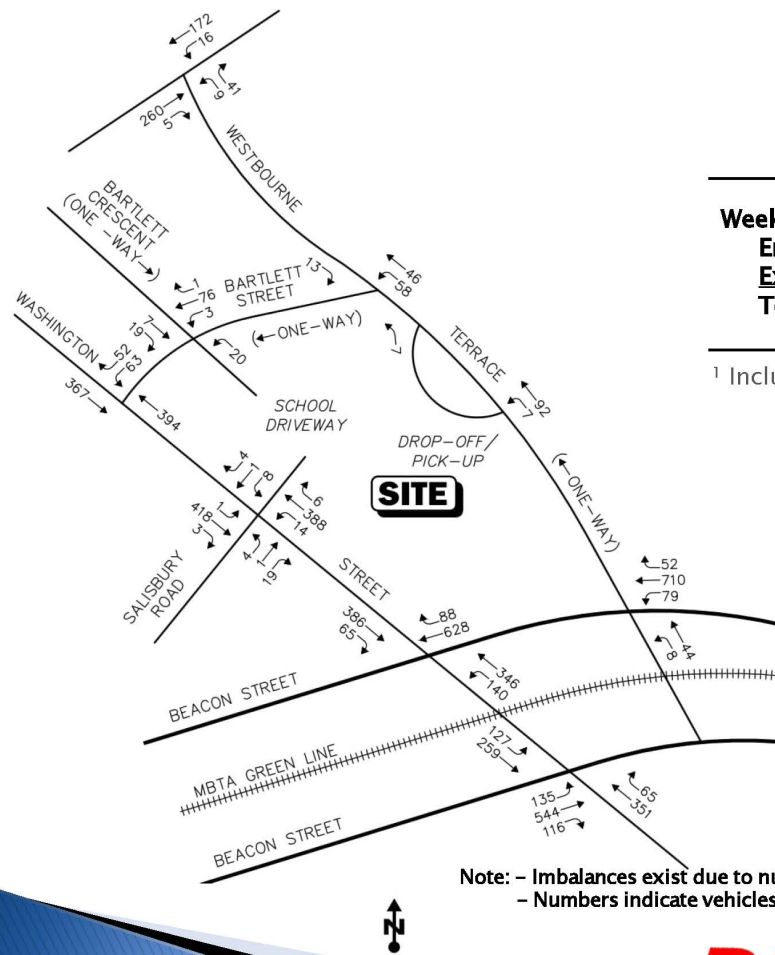 172
16
41
9
260
5
WESTBOURNE
BARTLETT
CRESCENT
(ONE -WAY→)
13
46
58
BARTLETT
STREET
1
76
3
(←ONE-WAY)
7
19
20
WASHINGTON
52
63
367
394
7
TERRACE
92
7
SCHOOL
DRIVEWAY
DROP-OFF/
PICK-UP
SITE
(←ONE-WAY)
4
1
8
6
388
14
1
418
3
4
1
19
SALISBURY
ROAD
STREET
52
710
79
386
65
88
628
44
8
346
140
BEACON STREET
127
259
MBTA GREEN LINE
135
544
116
65
351
BEACON STREET
Week
En
Ex
To
¹ Inclu
Note: - Imbalances exist due to nu
- Numbers indicate vehicles
N